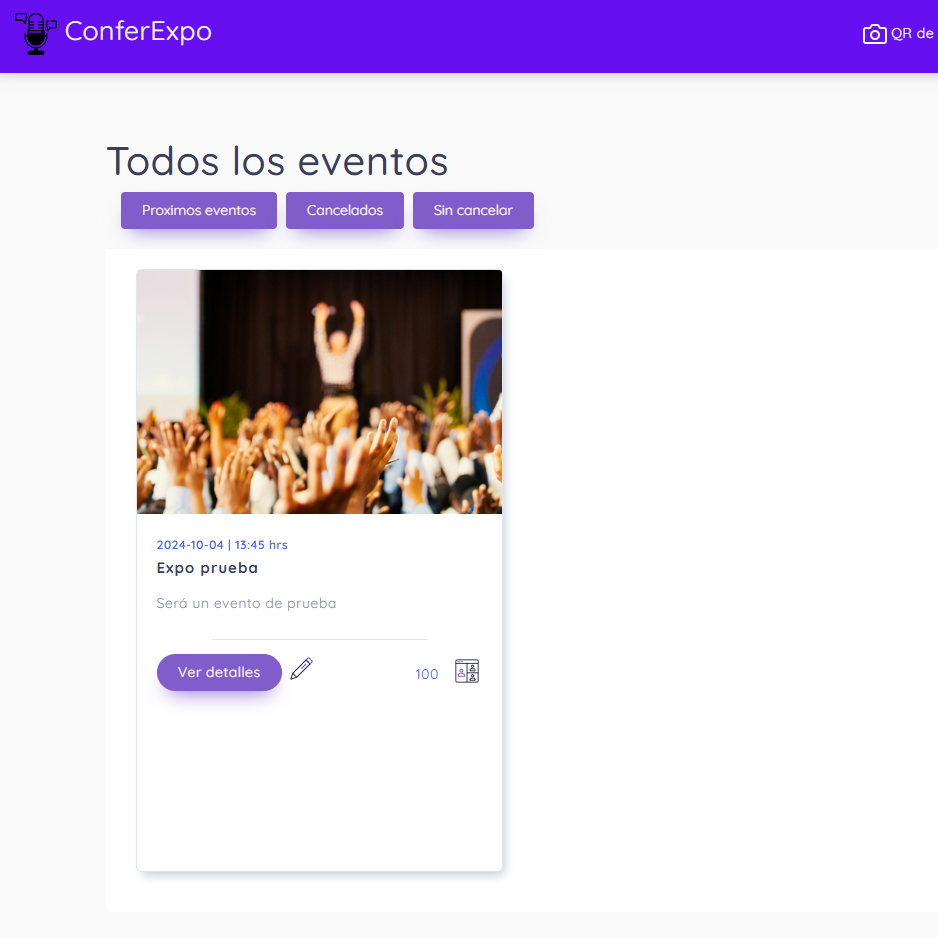 ConferExpo
QR de
Todos los eventos
Proximos eventos
Cancelados
Sin cancelar
2024-10-04 | 13:45 hrs
Expo prueba
Será un evento de prueba
Ver detalles
100